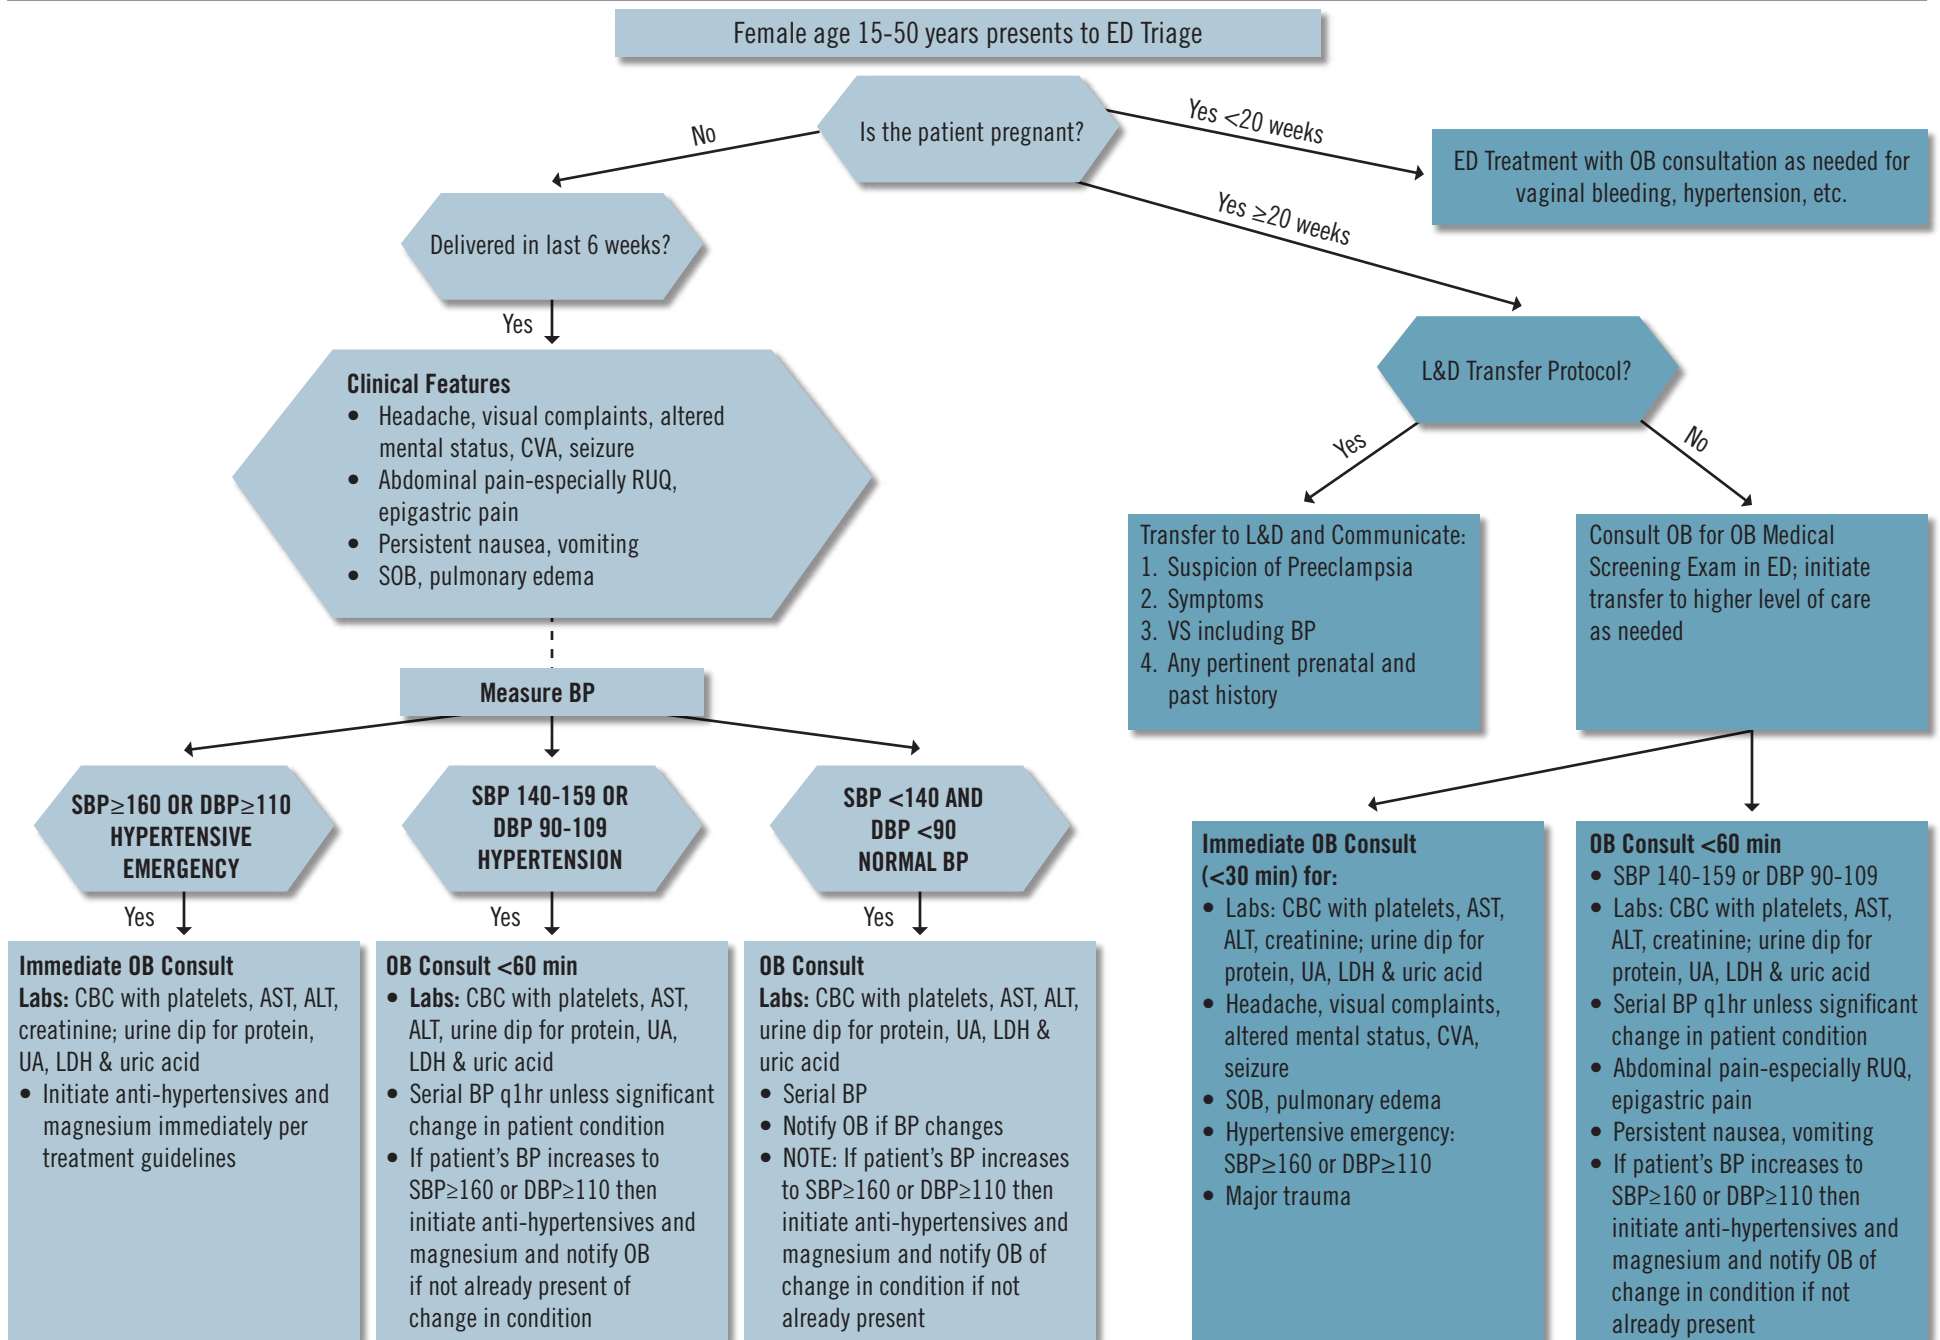 Female age 15-50 years presents to ED Triage
Is the patient pregnant?
No
Yes <20 weeks
Yes ≥20 weeks
ED Treatment with OB consultation as needed for
vaginal bleeding, hypertension, etc.
Delivered in last 6 weeks?
Yes
Clinical Features
• Headache, visual complaints, altered
mental status, CVA, seizure
• Abdominal pain-especially RUQ,
epigastric pain
• Persistent nausea, vomiting
• SOB, pulmonary edema
Measure BP
SBP≥160 OR DBP≥110
HYPERTENSIVE
EMERGENCY
Yes
Immediate OB Consult
Labs: CBC with platelets, AST, ALT,
creatinine; urine dip for protein,
UA, LDH & uric acid
• Initiate anti-hypertensives and
magnesium immediately per
treatment guidelines
SBP 140-159 OR
DBP 90-109
HYPERTENSION
Yes
OB Consult <60 min
• Labs: CBC with platelets, AST,
ALT, urine dip for protein, UA,
LDH & uric acid
• Serial BP q1hr unless significant
change in patient condition
• If patient's BP increases to
SBP≥160 or DBP≥110 then
initiate anti-hypertensives and
magnesium and notify OB
if not already present of
change in condition
SBP <140 AND
DBP <90
NORMAL BP
Yes
OB Consult
Labs: CBC with platelets, AST, ALT,
urine dip for protein, UA, LDH &
uric acid
• Serial BP
• Notify OB if BP changes
• NOTE: If patient's BP increases
to SBP≥160 or DBP≥110 then
initiate anti-hypertensives and
magnesium and notify OB of
change in condition if not
already present
L&D Transfer Protocol?
Yes
No
Transfer to L&D and Communicate:
1. Suspicion of Preeclampsia
2. Symptoms
3. VS including BP
4. Any pertinent prenatal and
past history
Consult OB for OB Medical
Screening Exam in ED; initiate
transfer to higher level of care
as needed
Immediate OB Consult
(<30 min) for:
• Labs: CBC with platelets, AST,
ALT, creatinine; urine dip for
protein, UA, LDH & uric acid
• Headache, visual complaints,
altered mental status, CVA,
seizure
• SOB, pulmonary edema
• Hypertensive emergency:
SBP≥160 or DBP≥110
• Major trauma
OB Consult <60 min
• SBP 140-159 or DBP 90-109
• Labs: CBC with platelets, AST,
ALT, creatinine; urine dip for
protein, UA, LDH & uric acid
• Serial BP q1hr unless significant
change in patient condition
• Abdominal pain-especially RUQ,
epigastric pain
• Persistent nausea, vomiting
• If patient's BP increases to
SBP≥160 or DBP≥110 then
initiate anti-hypertensives and
magnesium and notify OB of
change in condition if not
already present